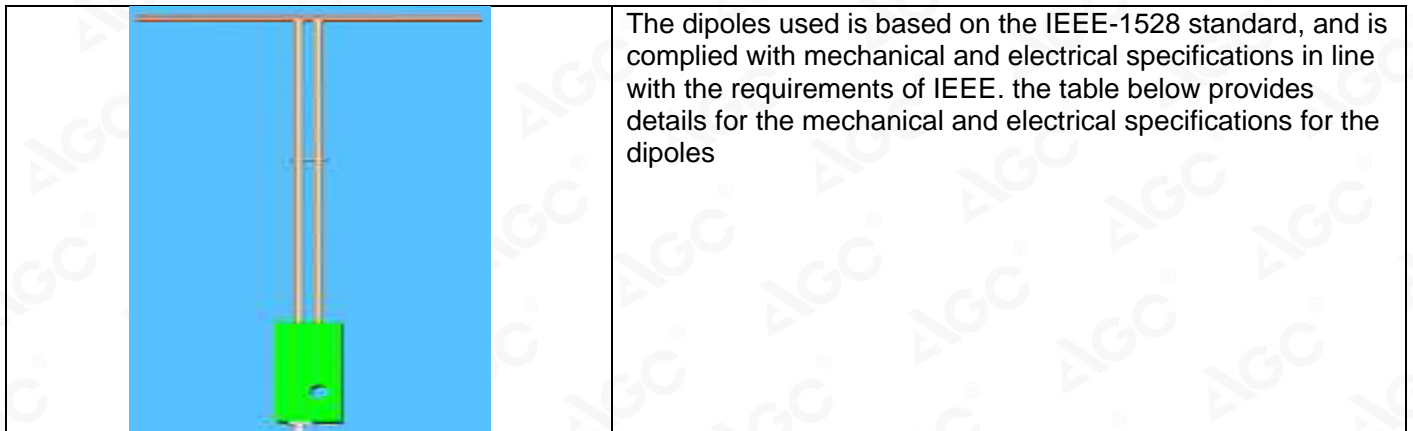 The dipoles used is based on the IEEE-1528 standard, and is
complied with mechanical and electrical specifications in line
with the requirements of IEEE. the table below provides
details for the mechanical and electrical specifications for the
dipoles